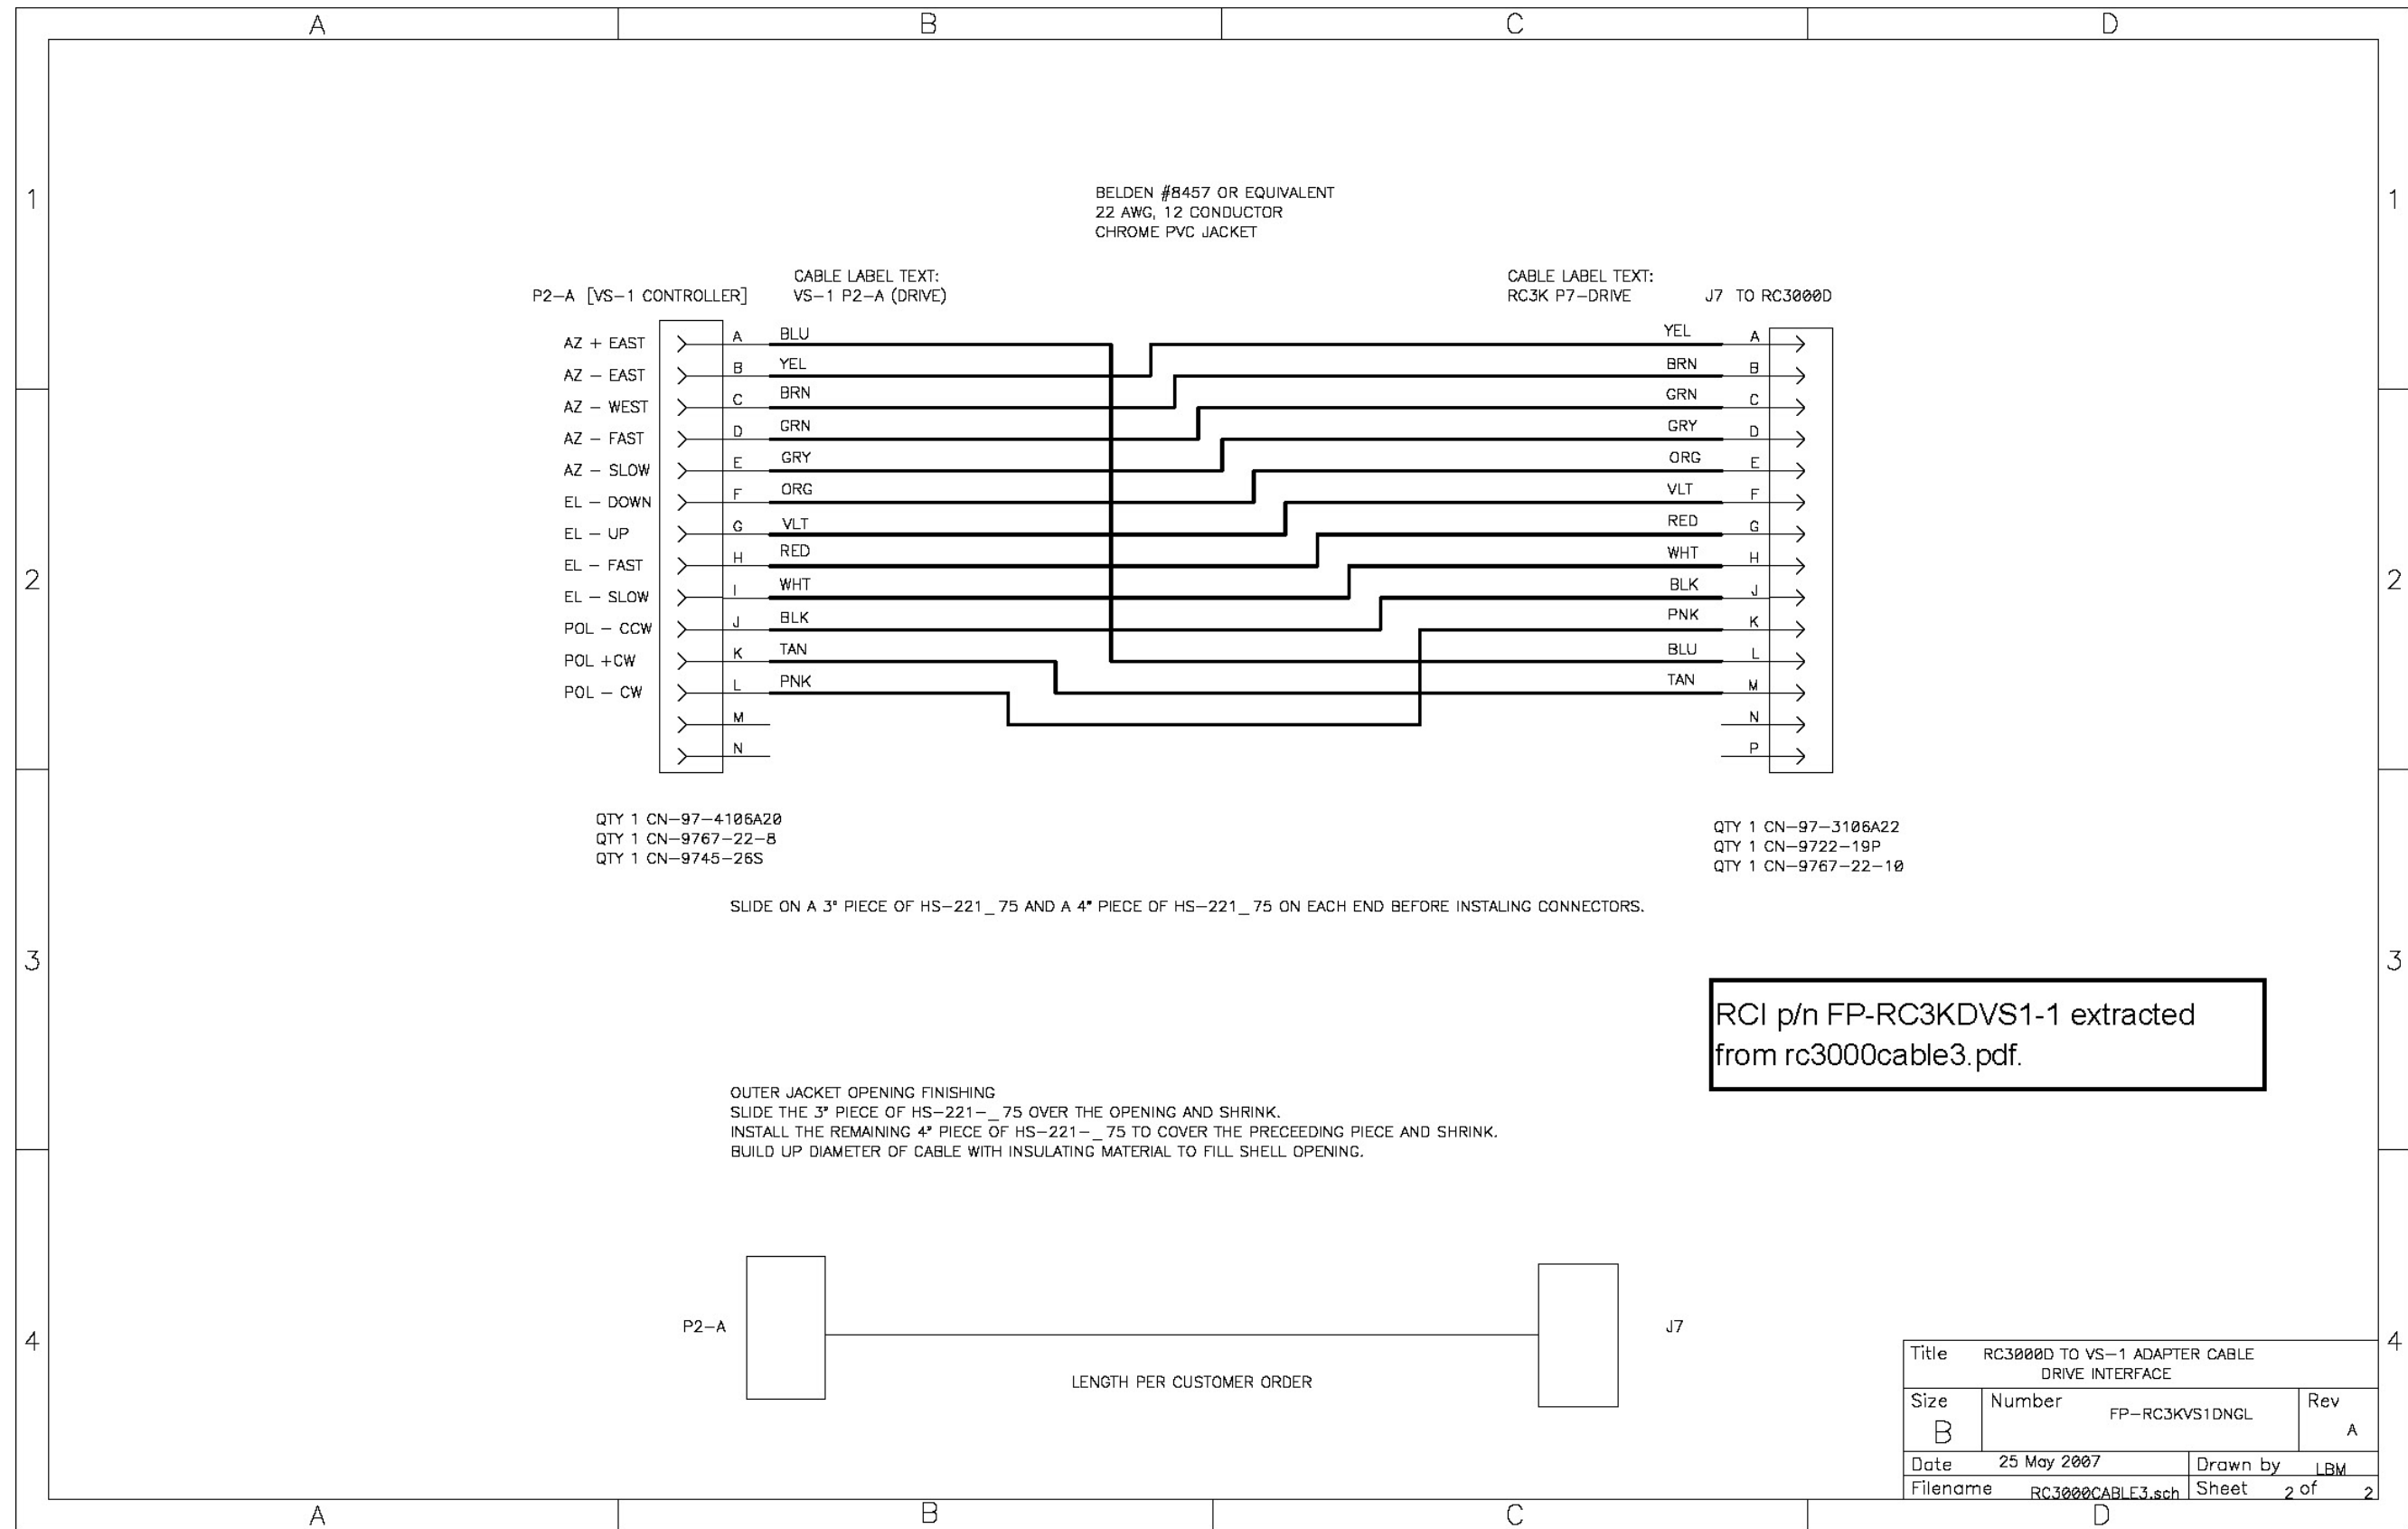 A B C D
1 1
BELDEN #8457 OR EQUIVALENT
22 AWG, 12 CONDUCTOR
CHROME PVC JACKET
CABLE LABEL TEXT: CABLE LABEL TEXT:
P2-A [VS-1 CONTROLLER] VS-1 P2-A (DRIVE) RC3K P7-DRIVE J7 TO RC3000D
AZ + EAST A BLU YEL A
AZ - EAST B YEL BRN B
AZ - WEST C BRN GRN C
AZ - FAST D GRN GRY D
AZ - SLOW E GRY ORG E
EL - DOWN F ORG VLT F
EL - UP G VLT RED G
EL - FAST H RED WHT H
2 2
EL - SLOW I WHT BLK J
POL - CCW J BLK PNK K
POL +CW K TAN BLU L
POL - CW L PNK TAN M
M N
N P
QTY 1 CN-97-4106A20
QTY 1 CN-9767-22-8
QTY 1 CN-9745-26S
QTY 1 CN-97-3106A22
QTY 1 CN-9722-19P
QTY 1 CN-9767-22-10
SLIDE ON A 3" PIECE OF HS-221_75 AND A 4" PIECE OF HS-221_75 ON EACH END BEFORE INSTALING CONNECTORS.
3 3
RCI p/n FP-RC3KDVS1-1 extracted
from rc3000cable3.pdf.
OUTER JACKET OPENING FINISHING
SLIDE THE 3" PIECE OF HS-221-_75 OVER THE OPENING AND SHRINK.
INSTALL THE REMAINING 4" PIECE OF HS-221-_75 TO COVER THE PRECEEDING PIECE AND SHRINK.
BUILD UP DIAMETER OF CABLE WITH INSULATING MATERIAL TO FILL SHELL OPENING.
P2-A J7
4 4
LENGTH PER CUSTOMER ORDER
Title RC3000D TO VS-1 ADAPTER CABLE
DRIVE INTERFACE
Size Number Rev
B FP-RC3KVS1DNGL A
Date 25 May 2007 Drawn by LBM
Filename RC3000CABLE3.sch Sheet 2 of 2
A B C D